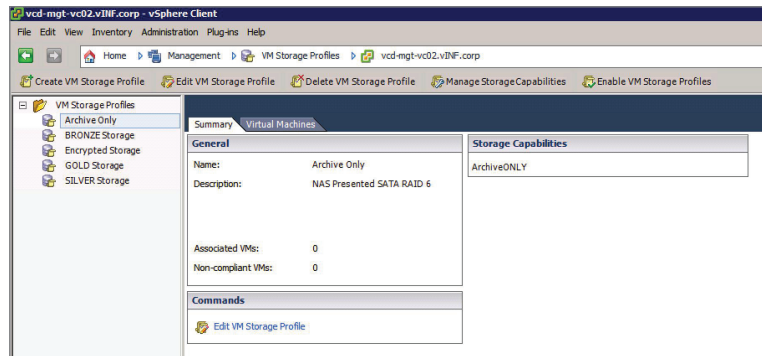 vcd-mgt-vc02.vINF.corp - vSphere Client
File Edit View Inventory Administration Plug-ins Help
Home Management VM Storage Profiles vcd-mgt-vc02.vINF.corp
Create VM Storage Profile Edit VM Storage Profile Delete VM Storage Profile Manage Storage Capabilities Enable VM Storage Profiles
VM Storage Profiles
Archive Only
BRONZE Storage
Encrypted Storage
GOLD Storage
SILVER Storage
Summary Virtual Machines
General
Name: Archive Only
Description: NAS Presented SATA RAID 6
Associated VMs: 0
Non-compliant VMs: 0
Commands
Edit VM Storage Profile
Storage Capabilities
ArchiveONLY